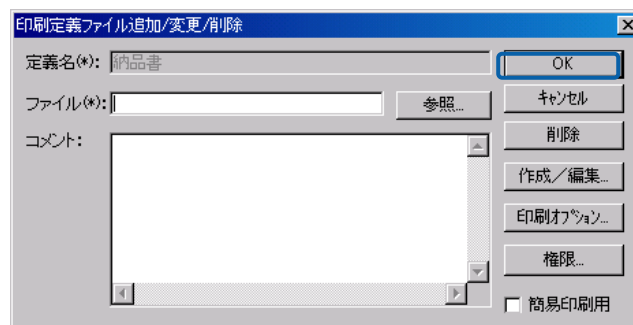 印刷定義ファイル追加/変更/削除
定義名(*): 納品書
OK
ファイル(*):
参照...
キャンセル
コメント:
削除
作成／編集...
印刷オプション...
権限...
簡易印刷用